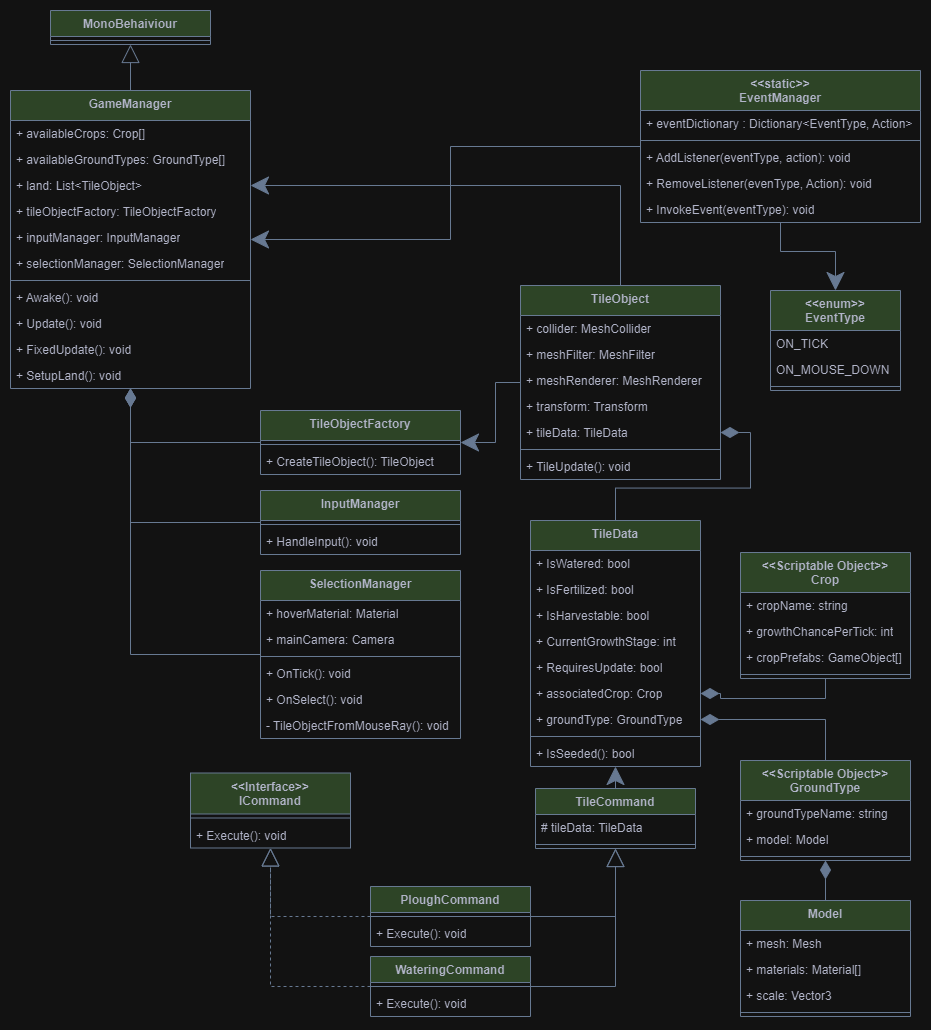 MonoBehaiviour
GameManager
+ availableCrops: Crop[]
+ availableGroundTypes: GroundType[]
+ land: List<TileObject>
+ tileObjectFactory: TileObjectFactory
+ inputManager: InputManager
+ selectionManager: SelectionManager
+ Awake(): void
+ Update(): void
+ FixedUpdate(): void
+ SetupLand(): void
<<static>>
EventManager
+ eventDictionary : Dictionary<EventType, Action>
+ AddListener(eventType, action): void
+ RemoveListener(evenType, Action): void
+ InvokeEvent(eventType): void
<<enum>>
EventType
ON_TICK
ON_MOUSE_DOWN
TileObject
+ collider: MeshCollider
+ meshFilter: MeshFilter
+ meshRenderer: MeshRenderer
+ transform: Transform
+ tileData: TileData
+ TileUpdate(): void
TileObjectFactory
+ CreateTileObject(): TileObject
InputManager
+ HandleInput(): void
SelectionManager
+ hoverMaterial: Material
+ mainCamera: Camera
+ OnTick(): void
+ OnSelect(): void
- TileObjectFromMouseRay(): void
TileData
+ IsWatered: bool
+ IsFertilized: bool
+ IsHarvestable: bool
+ CurrentGrowthStage: int
+ RequiresUpdate: bool
+ associatedCrop: Crop
+ groundType: GroundType
+ IsSeeded(): bool
<<Scriptable Object>>
Crop
+ cropName: string
+ growthChancePerTick: int
+ cropPrefabs: GameObject[]
<<Scriptable Object>>
GroundType
+ groundTypeName: string
+ model: Model
Model
+ mesh: Mesh
+ materials: Material[]
+ scale: Vector3
<<Interface>>
ICommand
+ Execute(): void
TileCommand
# tileData: TileData
PloughCommand
+ Execute(): void
WateringCommand
+ Execute(): void